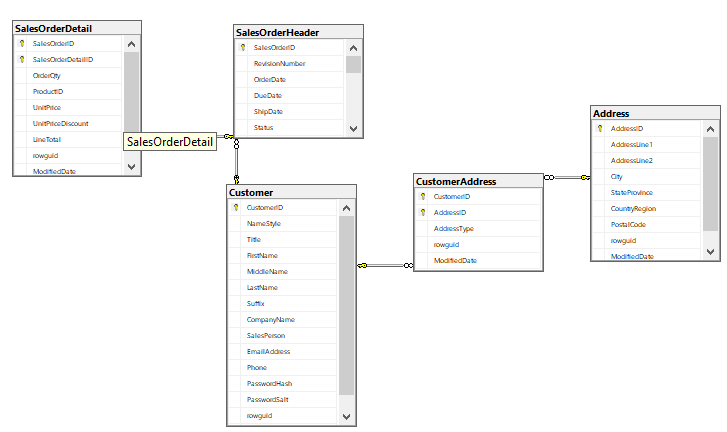 SalesOrderDetail
SalesOrderID
SalesOrderDetailID
OrderQty
ProductID
UnitPrice
UnitPriceDiscount
LineTotal
rowguid
ModifiedDate
SalesOrderDetail
SalesOrderHeader
SalesOrderID
RevisionNumber
OrderDate
DueDate
ShipDate
Status
Customer
CustomerID
NameStyle
Title
FirstName
MiddleName
LastName
Suffix
CompanyName
SalesPerson
EmailAddress
Phone
PasswordHash
PasswordSalt
rowguid
CustomerAddress
CustomerID
AddressID
AddressType
rowguid
ModifiedDate
Address
AddressID
AddressLine1
AddressLine2
City
StateProvince
CountryRegion
PostalCode
rowguid
ModifiedDate